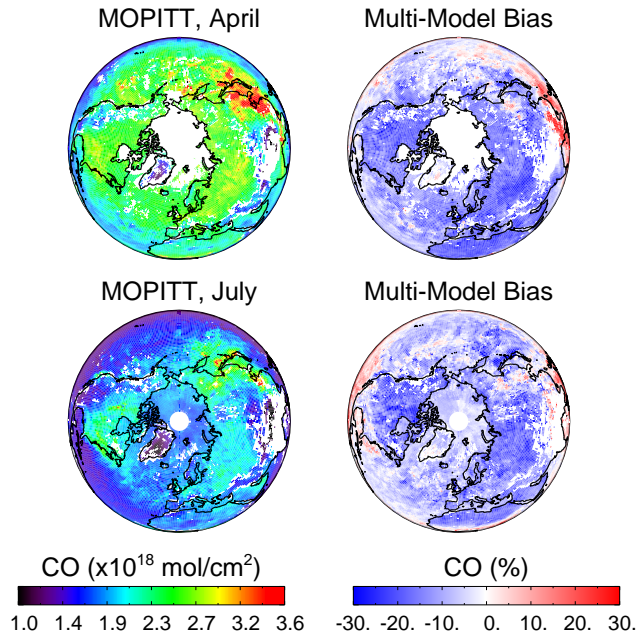 MOPITT, April Multi-Model Bias
MOPITT, July Multi-Model Bias
CO (x10¹⁸ mol/cm²) CO (%)
1.0 1.4 1.9 2.3 2.7 3.2 3.6 -30. -20. -10. 0. 10. 20. 30.